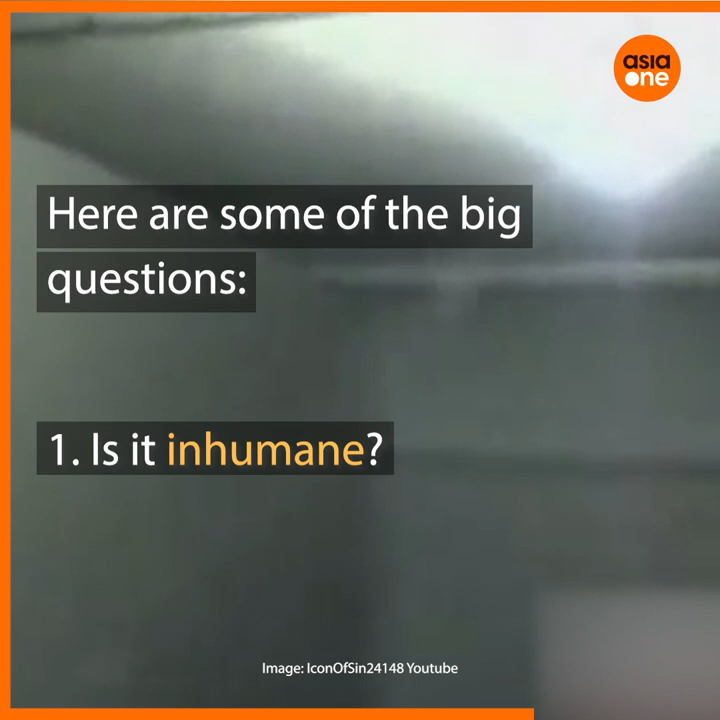 asia
one
Here are some of the big
questions:
1. Is it inhumane?
Image: IconOfSin24148 Youtube